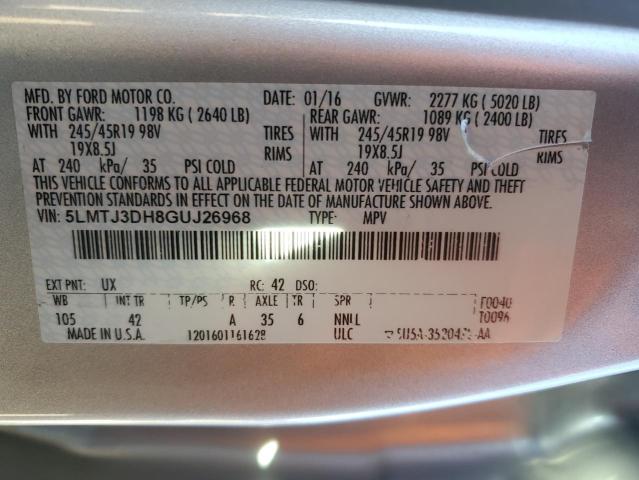 MFD. BY FORD MOTOR CO. DATE: 01/16 GVWR: 2277 KG ( 5020 LB)
FRONT GAWR: 1198 KG ( 2640 LB) REAR GAWR: 1089 KG ( 2400 LB)
WITH 245/45R19 98V TIRES WITH 245/45R19 98V TIRES
19X8.5J RIMS 19X8.5J RIMS
AT 240 kPa/ 35 PSI COLD AT 240 kPa/ 35 PSI COLD
THIS VEHICLE CONFORMS TO ALL APPLICABLE FEDERAL MOTOR VEHICLE SAFETY AND THEFT
PREVENTION STANDARDS IN EFFECT ON THE DATE OF MANUFACTURE SHOWN ABOVE.
VIN: 5LMTJ3DH8GUJ26968 TYPE: MPV
EXT PNT: UX RC: 42 DSO:
WB INT TR TP/PS R AXLE TR SPR F0040
105 42 A 35 6 NNLL T0096
MADE IN U.S.A. 1201601161628 ULC